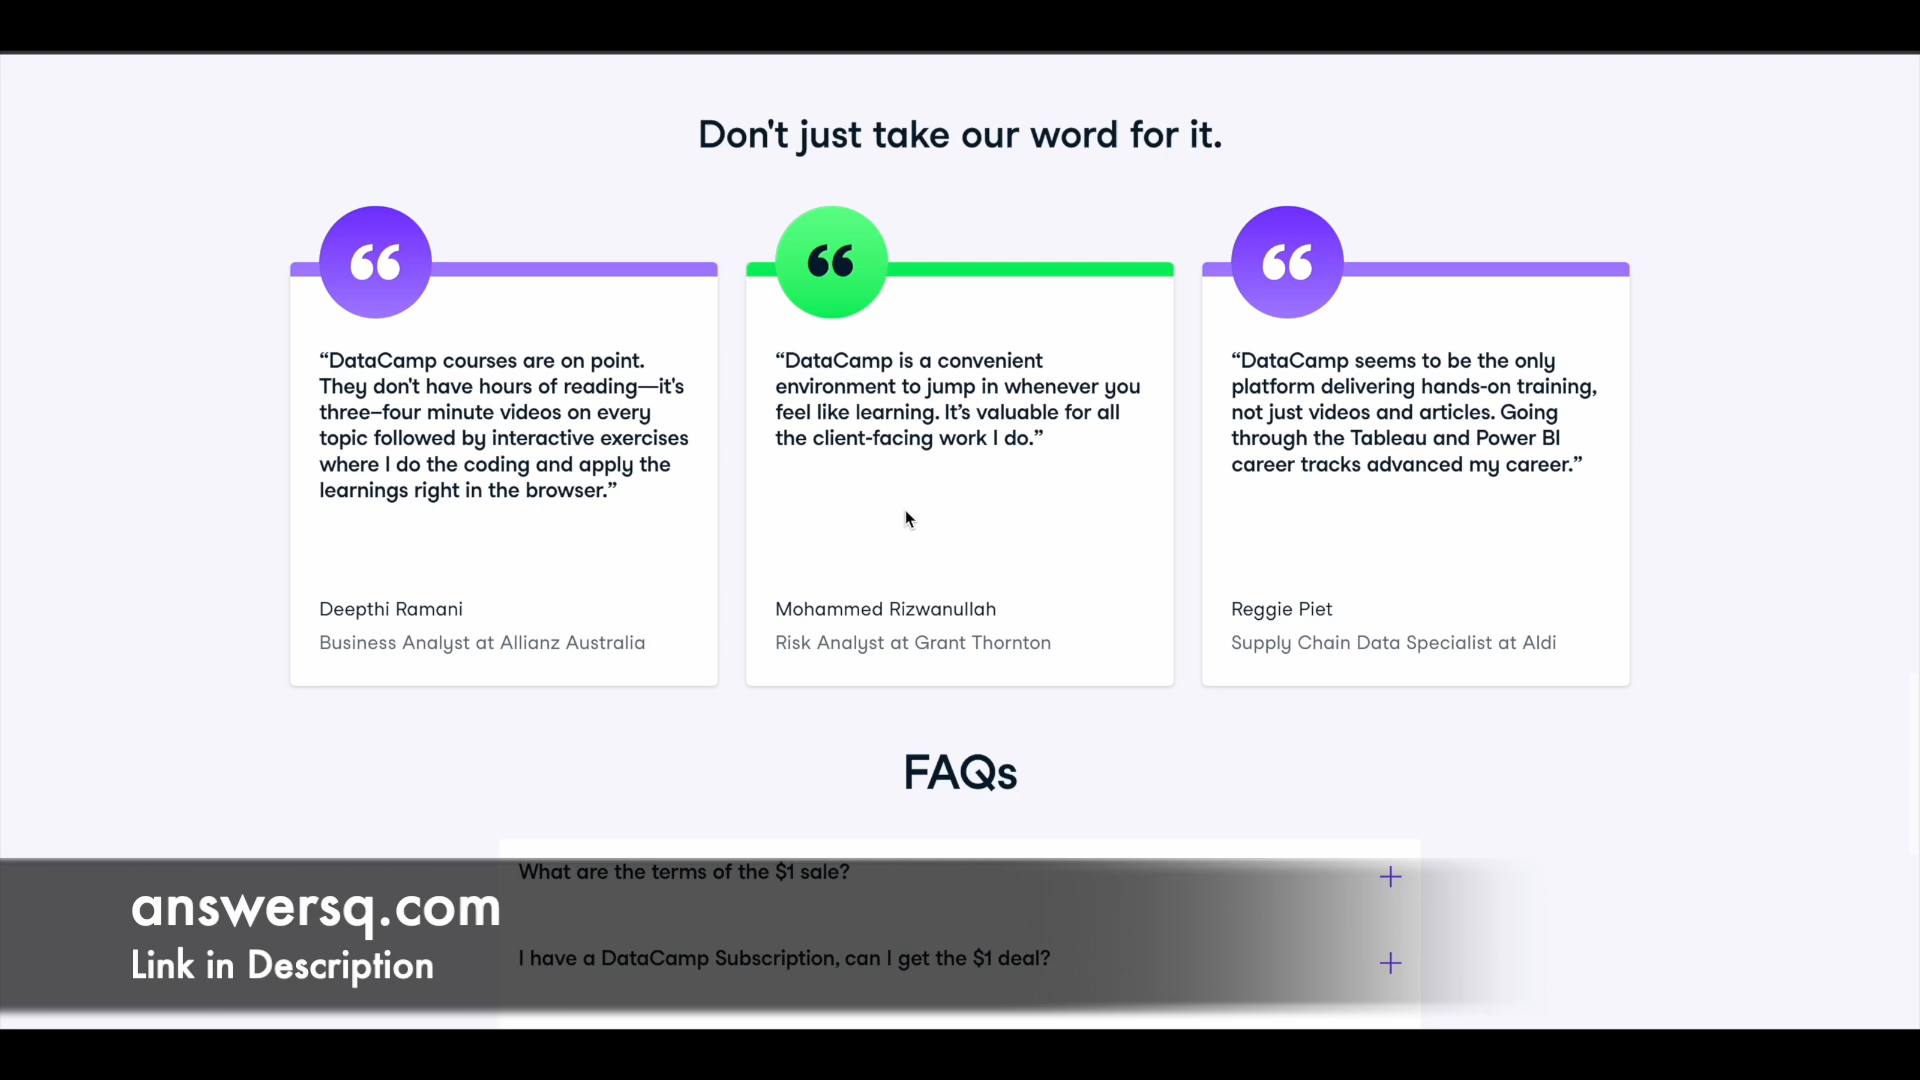 Don't just take our word for it.
“DataCamp courses are on point.
They don't have hours of reading—it's
three–four minute videos on every
topic followed by interactive exercises
where I do the coding and apply the
learnings right in the browser.”
Deepthi Ramani
Business Analyst at Allianz Australia
“DataCamp is a convenient
environment to jump in whenever you
feel like learning. It’s valuable for all
the client-facing work I do.”
Mohammed Rizwanullah
Risk Analyst at Grant Thornton
“DataCamp seems to be the only
platform delivering hands-on training,
not just videos and articles. Going
through the Tableau and Power BI
career tracks advanced my career.”
Reggie Piet
Supply Chain Data Specialist at Aldi
FAQs
What are the terms of the $1 sale?
I have a DataCamp Subscription, can I get the $1 deal?
answersq.com
Link in Description